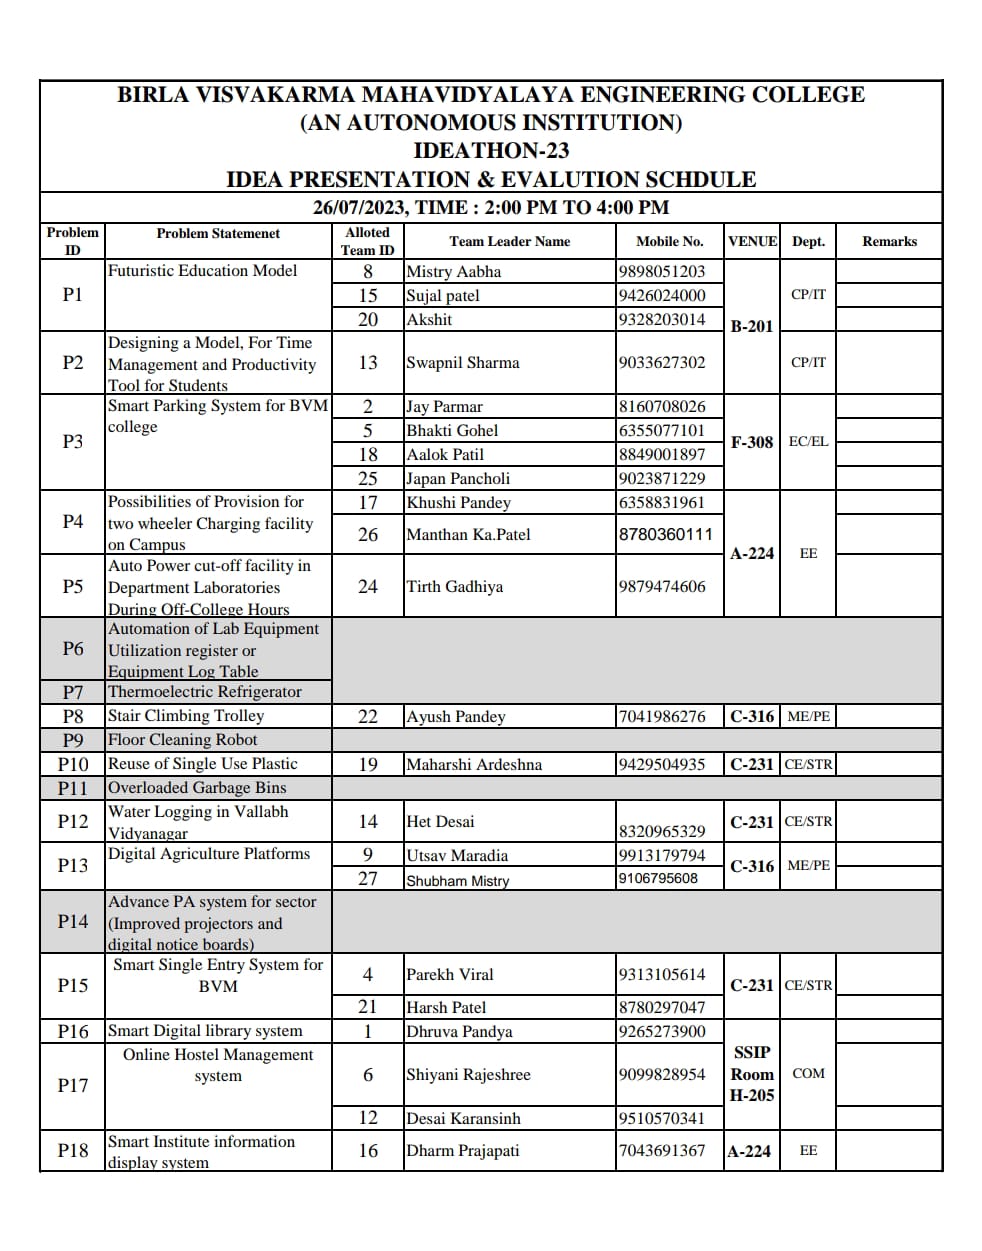 BIRLA VISVAKARMA MAHAVIDYALAYA ENGINEERING COLLEGE
(AN AUTONOMOUS INSTITUTION)
IDEATHON-23
IDEA PRESENTATION & EVALUTION SCHDULE
26/07/2023, TIME : 2:00 PM TO 4:00 PM
Problem ID Problem Statemenet Alloted Team ID Team Leader Name Mobile No. VENUE Dept. Remarks
P1 Futuristic Education Model 8 Mistry Aabha 9898051203 B-201 CP/IT
15 Sujal patel 9426024000
20 Akshit 9328203014
P2 Designing a Model, For Time 13 Swapnil Sharma 9033627302 CP/IT
Management and Productivity
Tool for Students
P3 Smart Parking System for BVM 2 Jay Parmar 8160708026 F-308 EC/EL
college 5 Bhakti Gohel 6355077101
18 Aalok Patil 8849001897
25 Japan Pancholi 9023871229
P4 Possibilities of Provision for 17 Khushi Pandey 6358831961 A-224 EE
two wheeler Charging facility 26 Manthan Ka.Patel 8780360111
on Campus
P5 Auto Power cut-off facility in 24 Tirth Gadhiya 9879474606
Department Laboratories
During Off-College Hours
P6 Automation of Lab Equipment
Utilization register or
Equipment Log Table
P7 Thermoelectric Refrigerator
P8 Stair Climbing Trolley 22 Ayush Pandey 7041986276 C-316 ME/PE
P9 Floor Cleaning Robot
P10 Reuse of Single Use Plastic 19 Maharshi Ardeshna 9429504935 C-231 CE/STR
P11 Overloaded Garbage Bins
P12 Water Logging in Vallabh 14 Het Desai 8320965329 C-231 CE/STR
Vidyanagar
P13 Digital Agriculture Platforms 9 Utsav Maradia 9913179794 C-316 ME/PE
27 Shubham Mistry 9106795608
P14 Advance PA system for sector
(Improved projectors and
digital notice boards)
P15 Smart Single Entry System for 4 Parekh Viral 9313105614 C-231 CE/STR
BVM
21 Harsh Patel 8780297047
P16 Smart Digital library system 1 Dhruva Pandya 9265273900 SSIP Room H-205 COM
P17 Online Hostel Management 6 Shiyani Rajeshree 9099828954
system
12 Desai Karansinh 9510570341
P18 Smart Institute information 16 Dharm Prajapati 7043691367 A-224 EE
display system